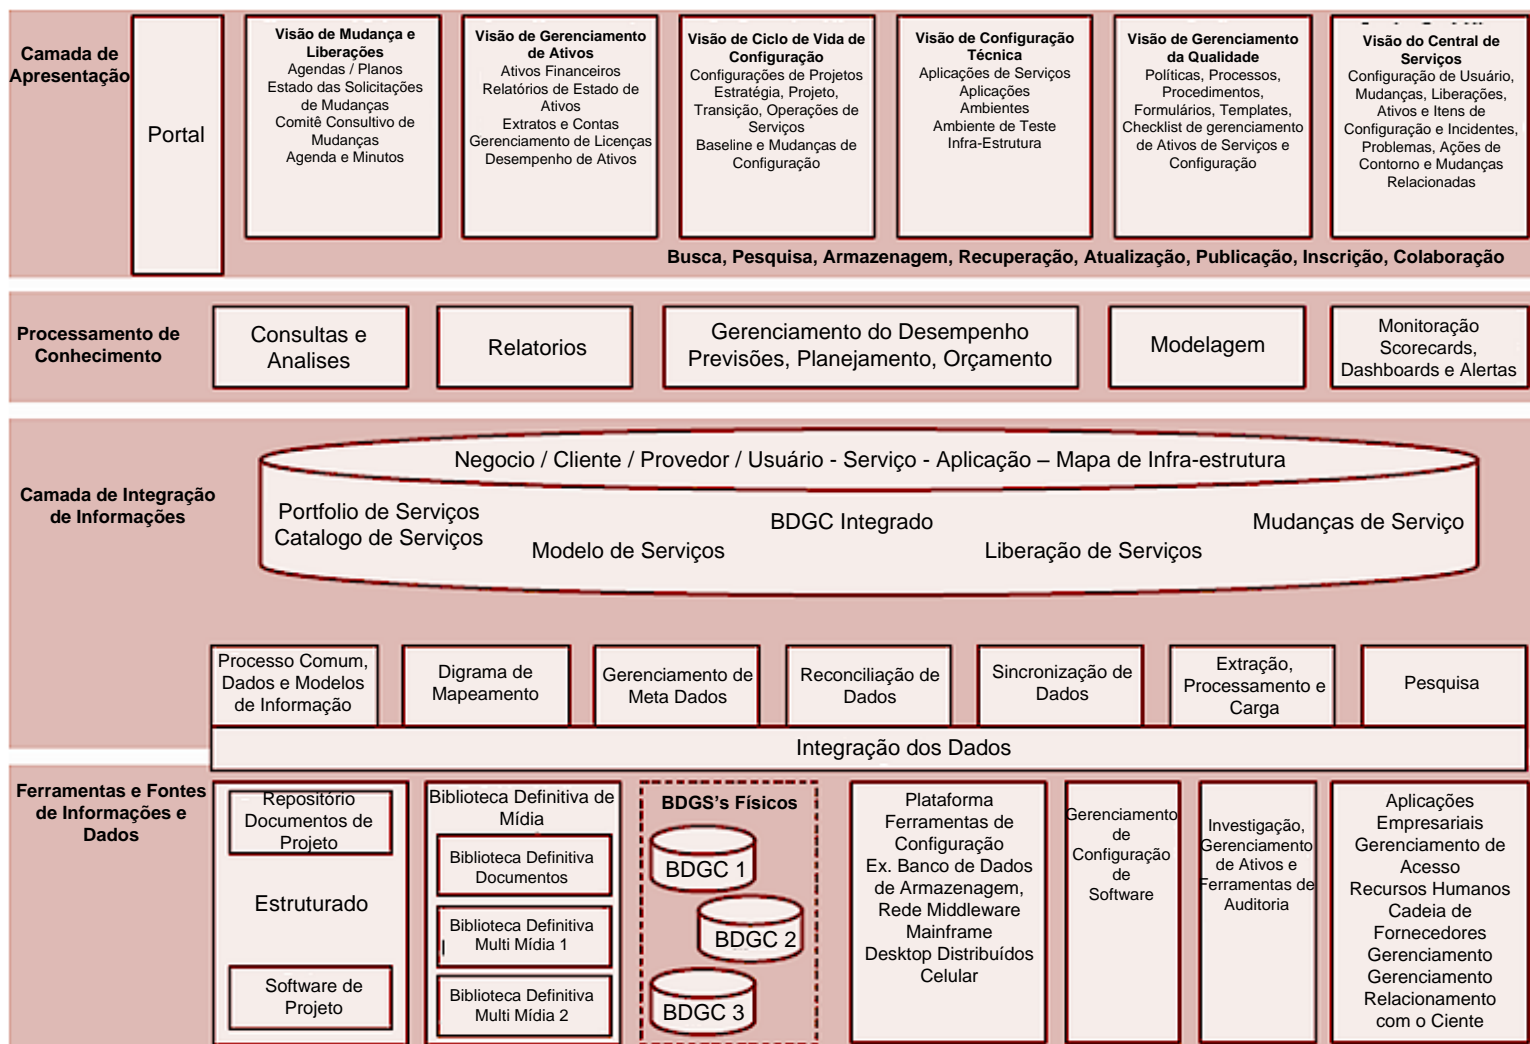 Camada de
Apresentação
Portal
Visão de Mudança e
Liberações
Agendas / Planos
Estado das Solicitações
de Mudanças
Comitê Consultivo de
Mudanças
Agenda e Minutos
Visão de Gerenciamento
de Ativos
Ativos Financeiros
Relatórios de Estado de
Ativos
Extratos e Contas
Gerenciamento de Licenças
Desempenho de Ativos
Visão de Ciclo de Vida de
Configuração
Configurações de Projetos
Estratégia, Projeto,
Transição, Operações de
Serviços
Baseline e Mudanças de
Configuração
Visão de Configuração
Técnica
Aplicações de Serviços
Aplicações
Ambientes
Ambiente de Teste
Infra-Estrutura
Visão de Gerenciamento
da Qualidade
Políticas, Processos,
Procedimentos,
Formulários, Templates,
Checklist de gerenciamento
de Ativos de Serviços e
Configuração
Visão do Central de
Serviços
Configuração de Usuário,
Mudanças, Liberações,
Ativos e Itens de
Configuração e Incidentes,
Problemas, Ações de
Contorno e Mudanças
Relacionadas
Busca, Pesquisa, Armazenagem, Recuperação, Atualização, Publicação, Inscrição, Colaboração
Processamento de
Conhecimento
Consultas e
Analises
Relatorios
Gerenciamento do Desempenho
Previsões, Planejamento, Orçamento
Modelagem
Monitoração
Scorecards,
Dashboards e Alertas
Camada de Integração
de Informações
Negocio / Cliente / Provedor / Usuário - Serviço - Aplicação – Mapa de Infra-estrutura
Portfolio de Serviços
Catalogo de Serviços
Modelo de Serviços
BDGC Integrado
Liberação de Serviços
Mudanças de Serviço
Processo Comum,
Dados e Modelos
de Informação
Digrama de
Mapeamento
Gerenciamento de
Meta Dados
Reconciliação de
Dados
Sincronização de
Dados
Extração,
Processamento e
Carga
Pesquisa
Integração dos Dados
Ferramentas e Fontes
de Informações e
Dados
Repositório
Documentos de
Projeto
Estruturado
Software de
Projeto
Biblioteca Definitiva de
Mídia
Biblioteca Definitiva
Documentos
Biblioteca Definitiva
Multi Mídia 1
Biblioteca Definitiva
Multi Mídia 2
BDGS's Físicos
BDGC 1
BDGC 2
BDGC 3
Plataforma
Ferramentas de
Configuração
Ex. Banco de Dados
de Armazenagem,
Rede Middleware
Mainframe
Desktop Distribuídos
Celular
Gerenciamento
de
Configuração
de
Software
Investigação,
Gerenciamento
de Ativos e
Ferramentas de
Auditoria
Aplicações
Empresariais
Gerenciamento de
Acesso
Recursos Humanos
Cadeia de
Fornecedores
Gerenciamento
Gerenciamento
Relacionamento
com o Ciente